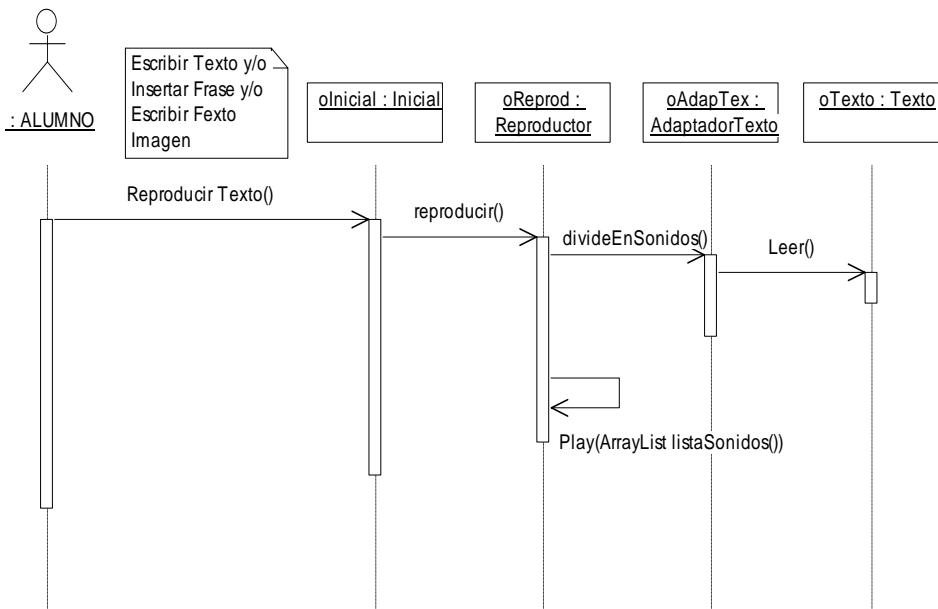 : ALUMNO
Escribir Texto y/o
Insertar Frase y/o
Escribir Fexto
Imagen
oInicial : Inicial
oReprod :
Reproductor
oAdapTex :
AdaptadorTexto
oTexto : Texto
Reproducir Texto()
reproducir()
divideEnSonidos()
Leer()
Play(ArrayList listaSonidos())